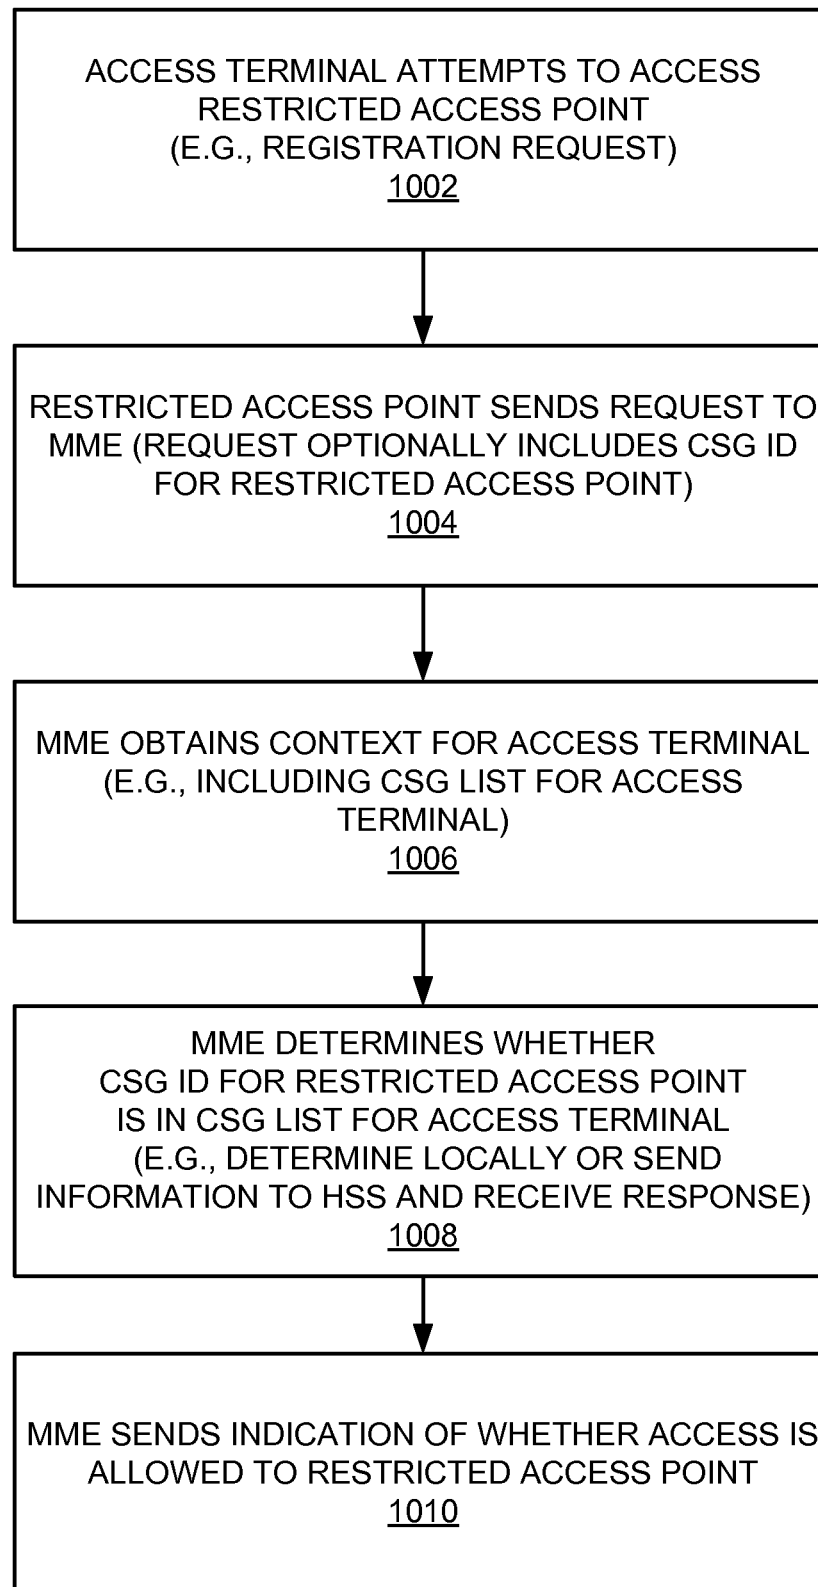 ACCESS TERMINAL ATTEMPTS TO ACCESS
RESTRICTED ACCESS POINT
(E.G., REGISTRATION REQUEST)
1002
RESTRICTED ACCESS POINT SENDS REQUEST TO
MME (REQUEST OPTIONALLY INCLUDES CSG ID
FOR RESTRICTED ACCESS POINT)
1004
MME OBTAINS CONTEXT FOR ACCESS TERMINAL
(E.G., INCLUDING CSG LIST FOR ACCESS
TERMINAL)
1006
MME DETERMINES WHETHER
CSG ID FOR RESTRICTED ACCESS POINT
IS IN CSG LIST FOR ACCESS TERMINAL
(E.G., DETERMINE LOCALLY OR SEND
INFORMATION TO HSS AND RECEIVE RESPONSE)
1008
MME SENDS INDICATION OF WHETHER ACCESS IS
ALLOWED TO RESTRICTED ACCESS POINT
1010